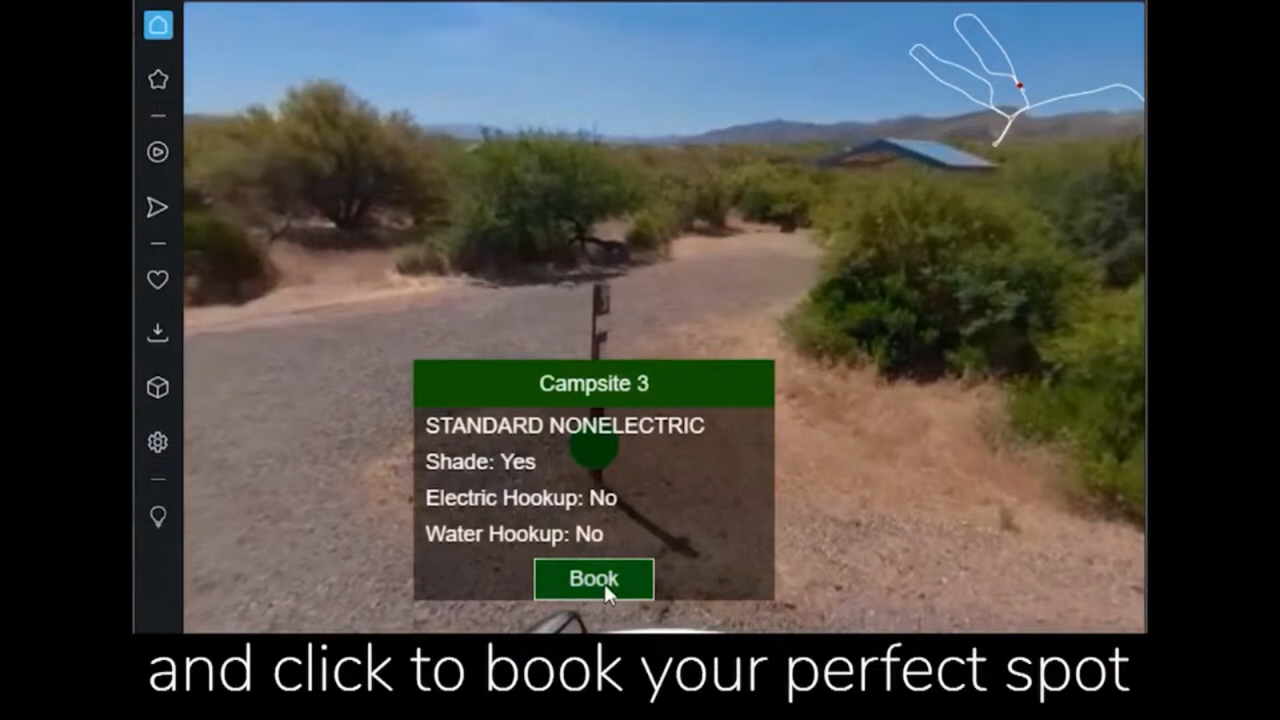 Campsite 3
STANDARD NONELECTRIC
Shade: Yes
Electric Hookup: No
Water Hookup: No
Book
and click to book your perfect spot